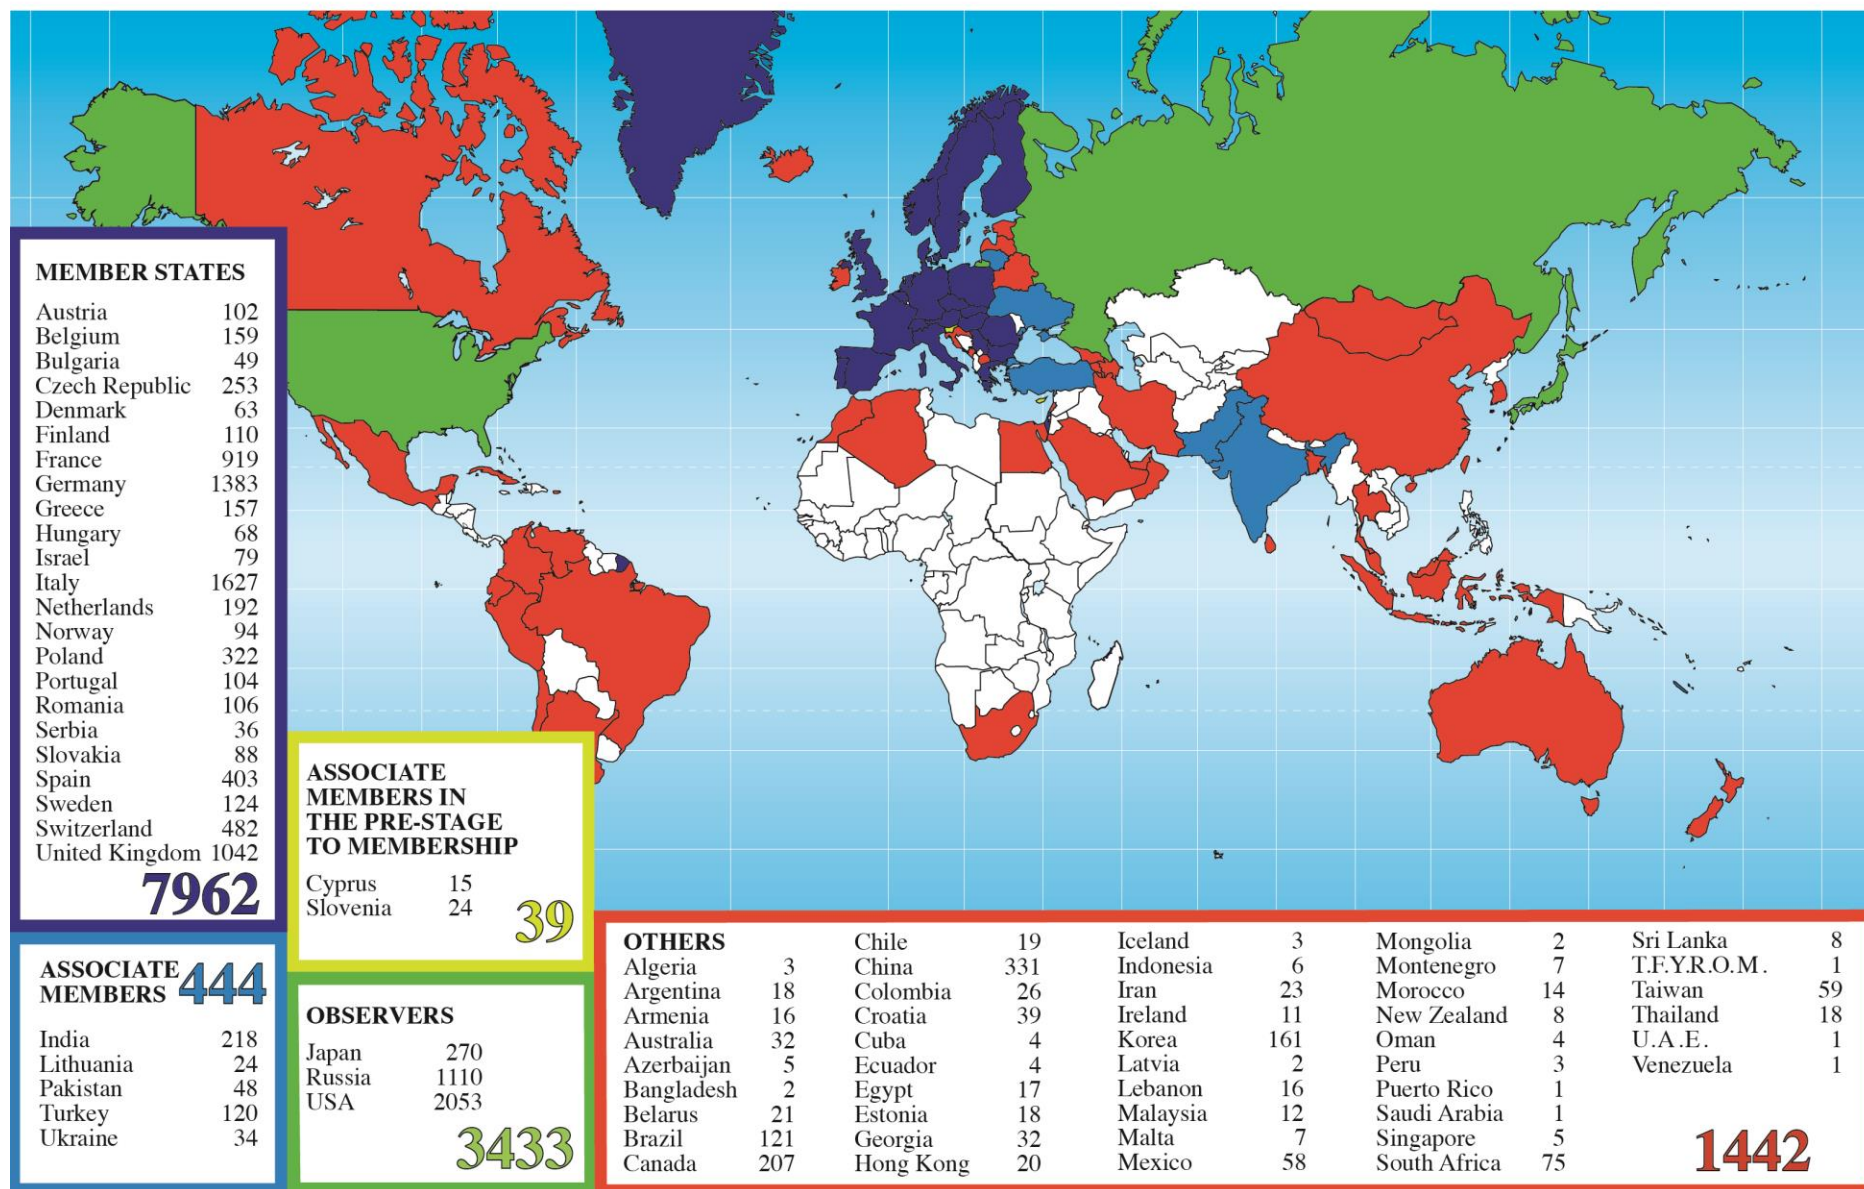 MEMBER STATES
Austria 102
Belgium 159
Bulgaria 49
Czech Republic 253
Denmark 63
Finland 110
France 919
Germany 1383
Greece 157
Hungary 68
Israel 79
Italy 1627
Netherlands 192
Norway 94
Poland 322
Portugal 104
Romania 106
Serbia 36
Slovakia 88
Spain 403
Sweden 124
Switzerland 482
United Kingdom 1042
7962
ASSOCIATE
MEMBERS 444
India 218
Lithuania 24
Pakistan 48
Turkey 120
Ukraine 34
ASSOCIATE
MEMBERS IN
THE PRE-STAGE
TO MEMBERSHIP
Cyprus 15
Slovenia 24
39
OBSERVERS
Japan 270
Russia 1110
USA 2053
3433
OTHERS
Algeria 3
Argentina 18
Armenia 16
Australia 32
Azerbaijan 5
Bangladesh 2
Belarus 21
Brazil 121
Canada 207
Chile 19
China 331
Colombia 26
Croatia 39
Cuba 4
Ecuador 4
Egypt 17
Estonia 18
Georgia 32
Hong Kong 20
Iceland 3
Indonesia 6
Iran 23
Ireland 11
Korea 161
Latvia 2
Lebanon 16
Malaysia 12
Malta 7
Mexico 58
Mongolia 2
Montenegro 7
Morocco 14
New Zealand 8
Oman 4
Peru 3
Puerto Rico 1
Saudi Arabia 1
Singapore 5
South Africa 75
Sri Lanka 8
T.F.Y.R.O.M. 1
Taiwan 59
Thailand 18
U.A.E. 1
Venezuela 1
1442